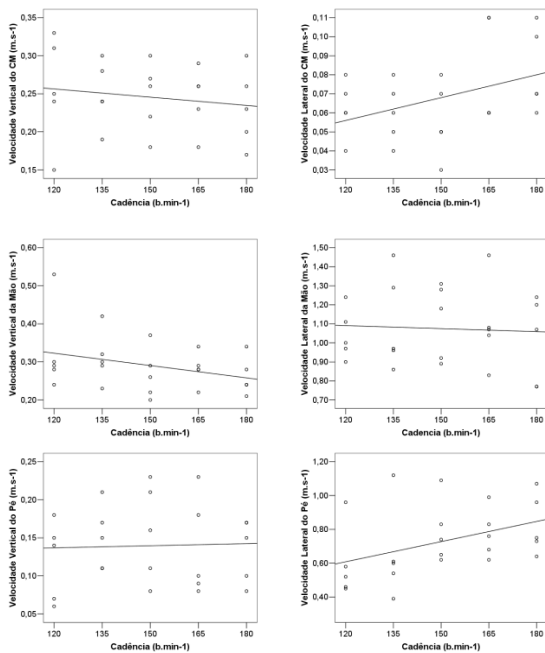 Velocidade Vertical do CM (m.s-1)
0,35
0,30
0,25
0,20
0,15
120 135 150 165 180
Cadência (b.min-1)
Velocidade Lateral do CM (m.s-1)
0,11
0,10
0,09
0,08
0,07
0,06
0,05
0,04
0,03
120 135 150 165 180
Cadência (b.min-1)
Velocidade Vertical da Mão (m.s-1)
0,60
0,50
0,40
0,30
0,20
120 135 150 165 180
Cadência (b.min-1)
Velocidade Lateral da Mão (m.s-1)
1,50
1,40
1,30
1,20
1,10
1,00
0,90
0,80
0,70
120 135 150 165 180
Cadência (b.min-1)
Velocidade Vertical do Pé (m.s-1)
0,25
0,20
0,15
0,10
0,05
120 135 150 165 180
Cadência (b.min-1)
Velocidade Lateral do Pé (m.s-1)
1,20
1,00
0,80
0,60
0,40
120 135 150 165 180
Cadência (b.min-1)